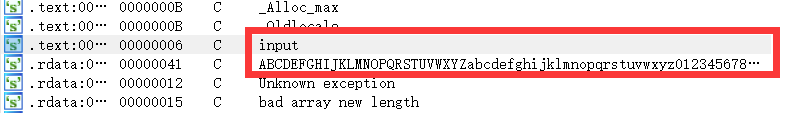 's' .text:00… 0000000B C _Alloc_max
's' .text:00… 0000000B C _Oldlocale
's' .text:00… 00000006 C input
's' .rdata:0… 00000041 C ABCDEFGHIJKLMNOPQRSTUVWXYZabcdefghijklmnopqrstuvwxyz012345678…
's' .rdata:0… 00000012 C Unknown exception
's' .rdata:0… 00000015 C bad array new length